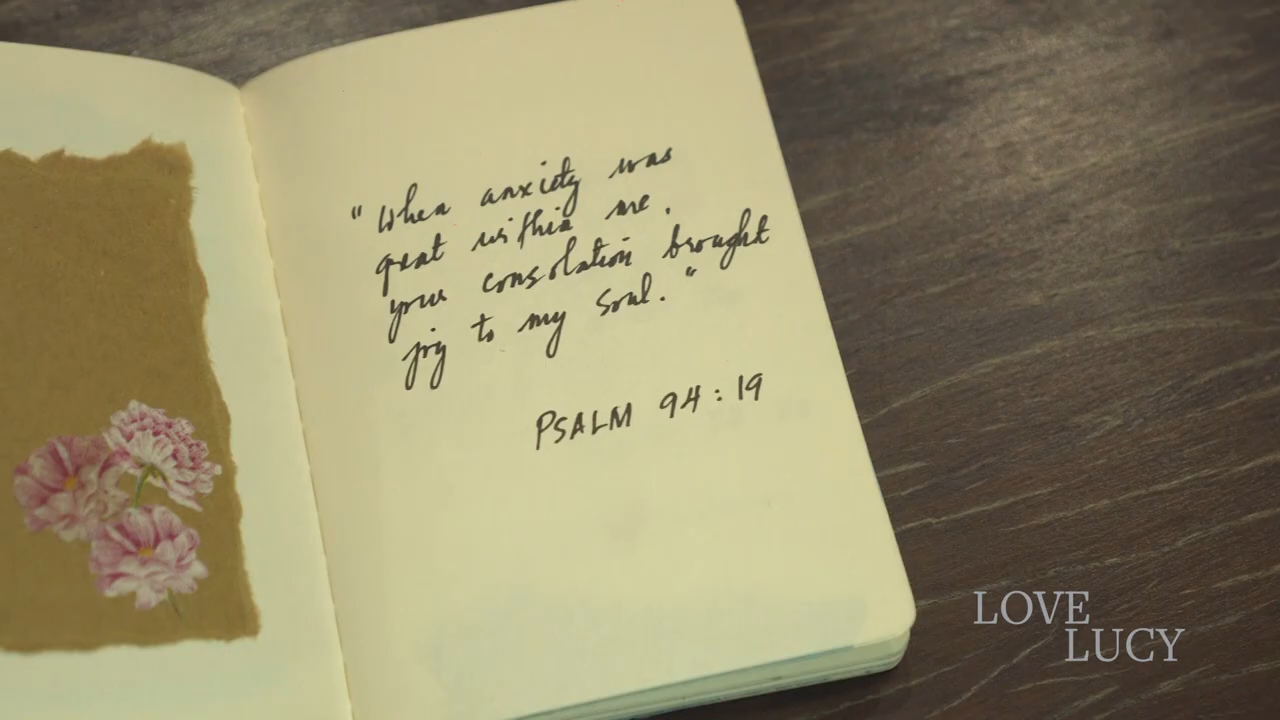 "When anxiety was
great within me.
your consolation brought
joy to my soul."
PSALM 94:19
LOVE
LUCY